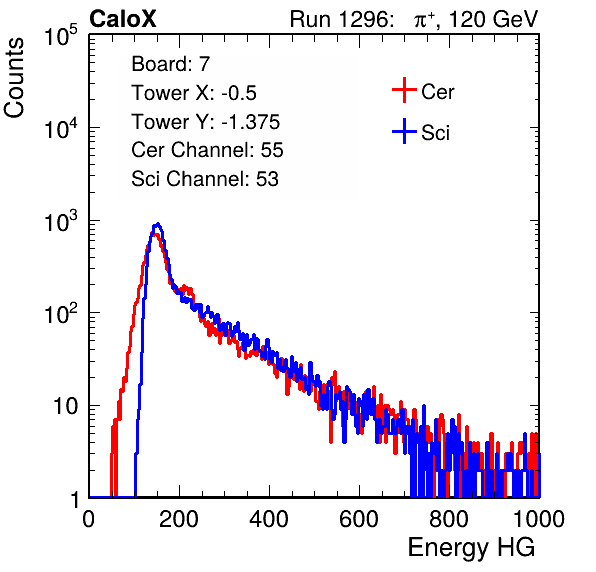 CaloX Run 1296: π⁺, 120 GeV
Counts
10⁵
10⁴
10³
10²
10
1
Board: 7
Tower X: -0.5
Tower Y: -1.375
Cer Channel: 55
Sci Channel: 53
Cer
Sci
0 200 400 600 800 1000
Energy HG